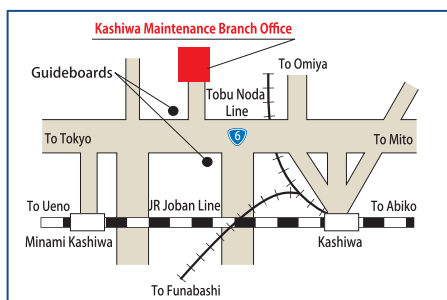 Kashiwa Maintenance Branch Office
To Omiya
Guideboards
Tobu Noda
Line
To Tokyo
6
To Mito
To Ueno
JR Joban Line
To Abiko
Minami Kashiwa
Kashiwa
To Funabashi